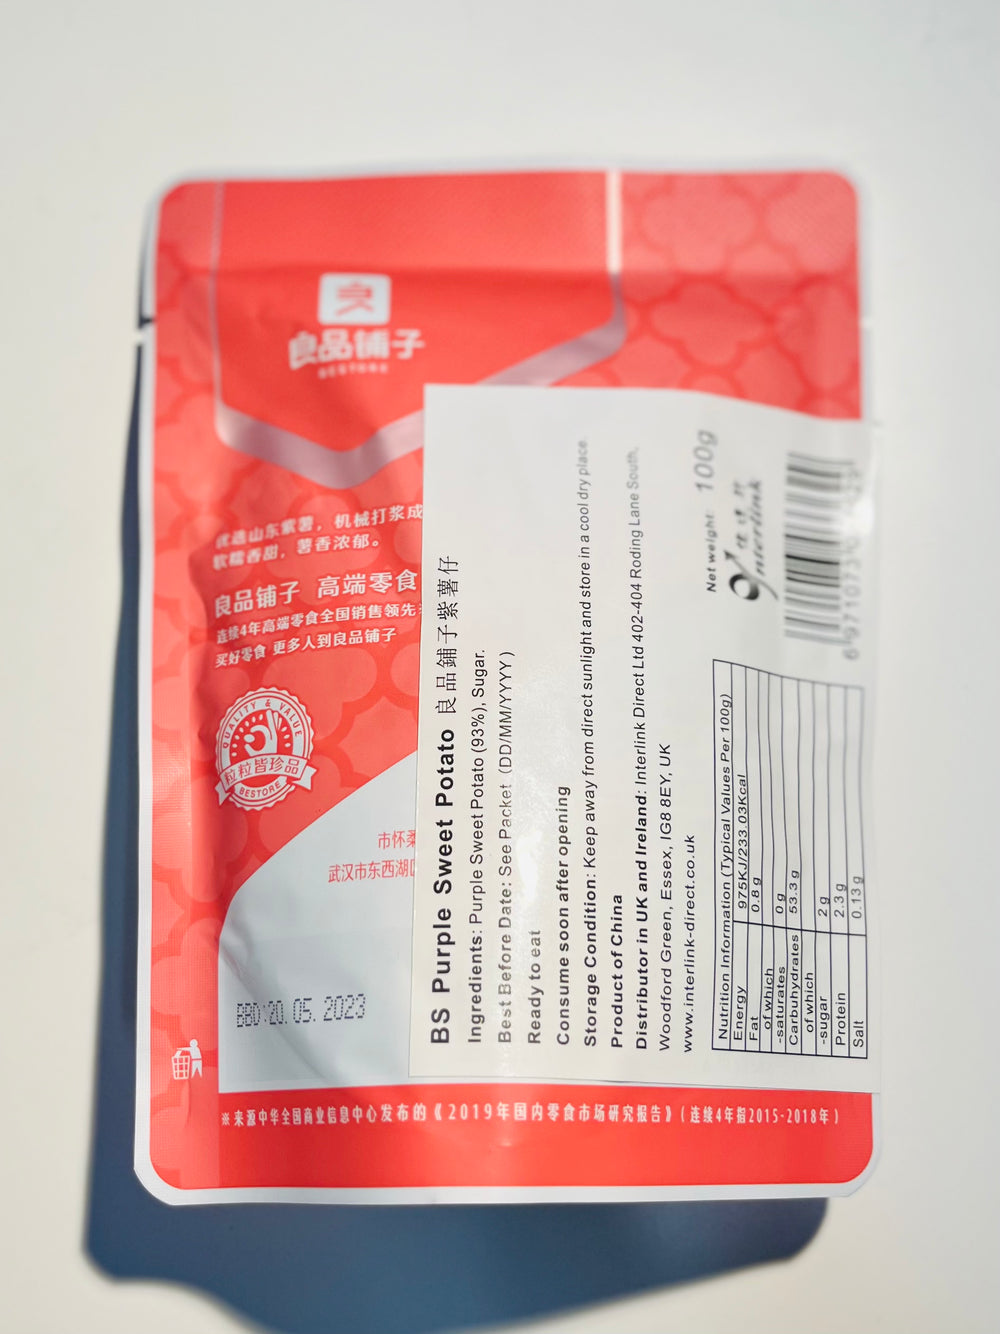 良品铺子
BESTORE
优选山东紫薯，机械打浆成
软糯香甜，薯香浓郁。
良品铺子 高端零食
连续4年高端零食全国销售领先
买好零食 更多人到良品铺子
QUALITY & VALUE
粒粒皆珍品
BESTORE
市怀柔
武汉市东西湖
BBD 20. 05. 2023
※来源中华全国商业信息中心发布的《2019年国内零食市场研究报告》(连续4年指2015-2018年)
BS Purple Sweet Potato 良品鋪子紫薯仔
Ingredients: Purple Sweet Potato (93%), Sugar.
Best Before Date: See Packet (DD/MM/YYYY)
Ready to eat
Consume soon after opening
Storage Condition: Keep away from direct sunlight and store in a cool dry place.
Product of China
Distributor in UK and Ireland: Interlink Direct Ltd 402-404 Roding Lane South,
Woodford Green, Essex, IG8 8EY, UK
www.interlink-direct.co.uk
Net weight: 100g
Interlink
Nutrition Information (Typical Values Per 100g)
Energy 975KJ/233.03Kcal
Fat 0.8 g
of which
-saturates 0 g
Carbohydrates 53.3 g
of which
-sugar 2 g
Protein 2.3 g
Salt 0.13 g